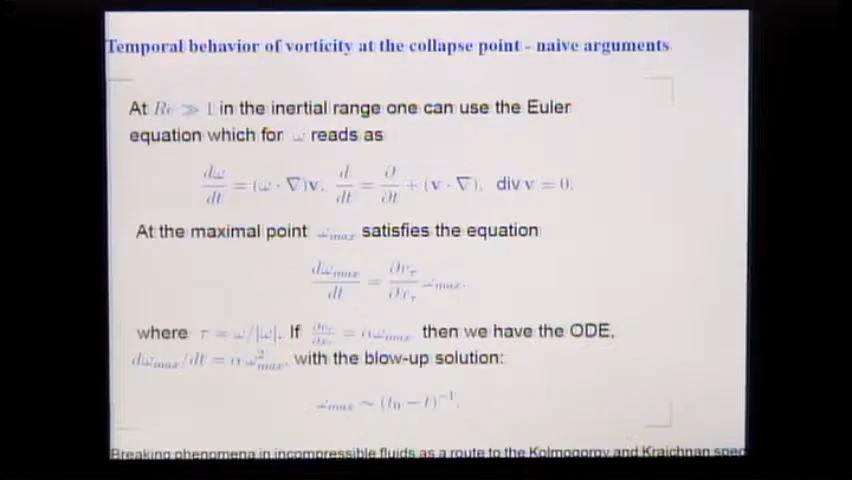 Temporal behavior of vorticity at the collapse point - naive arguments
At Re ≫ 1 in the inertial range one can use the Euler
equation which for ω reads as
dω/dt = (ω · ∇)v, d/dt = ∂/∂t + (v · ∇), div v = 0.
At the maximal point ω_max satisfies the equation
dω_max/dt = ∂v_τ/∂x_τ ω_max.
where τ = ω/|ω|. If ∂v_τ/∂x_τ = αω_max then we have the ODE,
dω_max/dt = αω²_max, with the blow-up solution:
ω_max ∼ (t₀ − t)⁻¹.
Breaking phenomena in incompressible fluids as a route to the Kolmogorov and Kraichnan spec